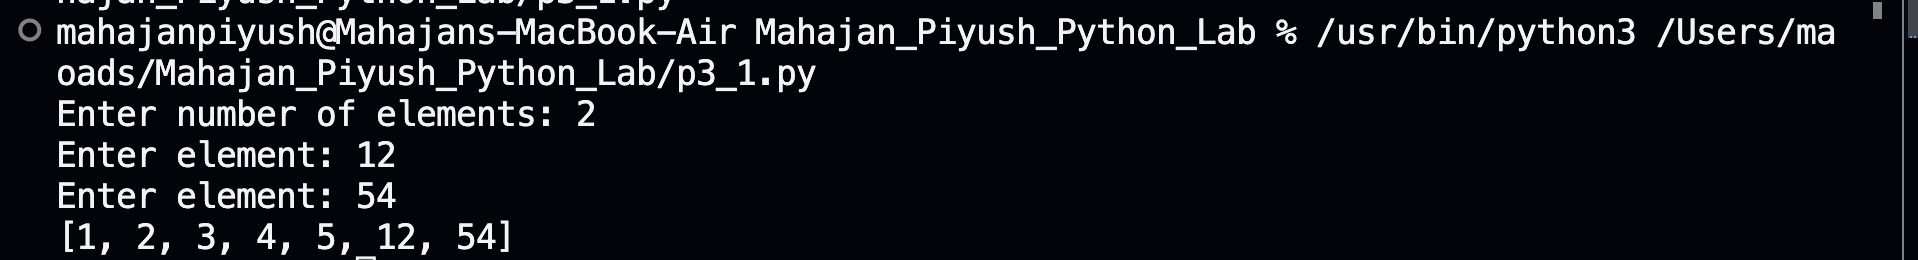 mahajanpiyush@Mahajans-MacBook-Air Mahajan_Piyush_Python_Lab % /usr/bin/python3 /Users/ma
oads/Mahajan_Piyush_Python_Lab/p3_1.py
Enter number of elements: 2
Enter element: 12
Enter element: 54
[1, 2, 3, 4, 5, 12, 54]